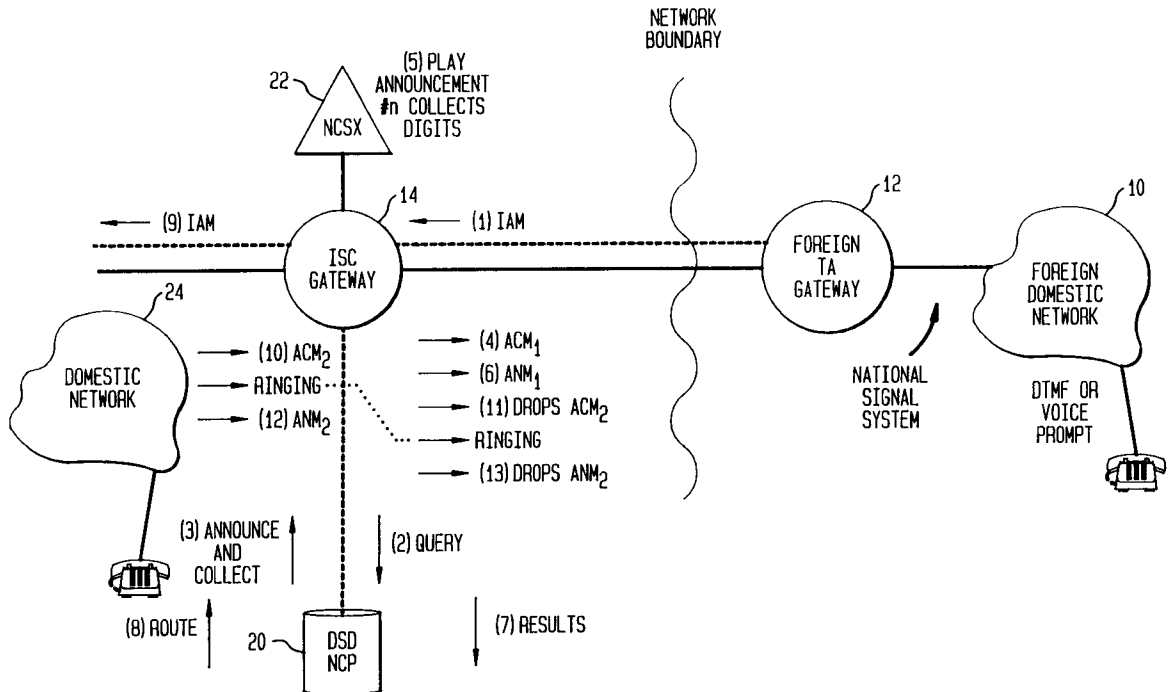 NETWORK
BOUNDARY
(5) PLAY
ANNOUNCEMENT
#n COLLECTS
DIGITS
22
NCSX
14
12
10
(9) IAM
(1) IAM
ISC
GATEWAY
FOREIGN
TA
GATEWAY
FOREIGN
DOMESTIC
NETWORK
24
DOMESTIC
NETWORK
(10) ACM2
RINGING
(12) ANM2
(4) ACM1
(6) ANM1
(11) DROPS ACM2
RINGING
(13) DROPS ANM2
NATIONAL
SIGNAL
SYSTEM
DTMF OR
VOICE
PROMPT
(3) ANNOUNCE
AND
COLLECT
(2) QUERY
(8) ROUTE
20
DSD
NCP
(7) RESULTS